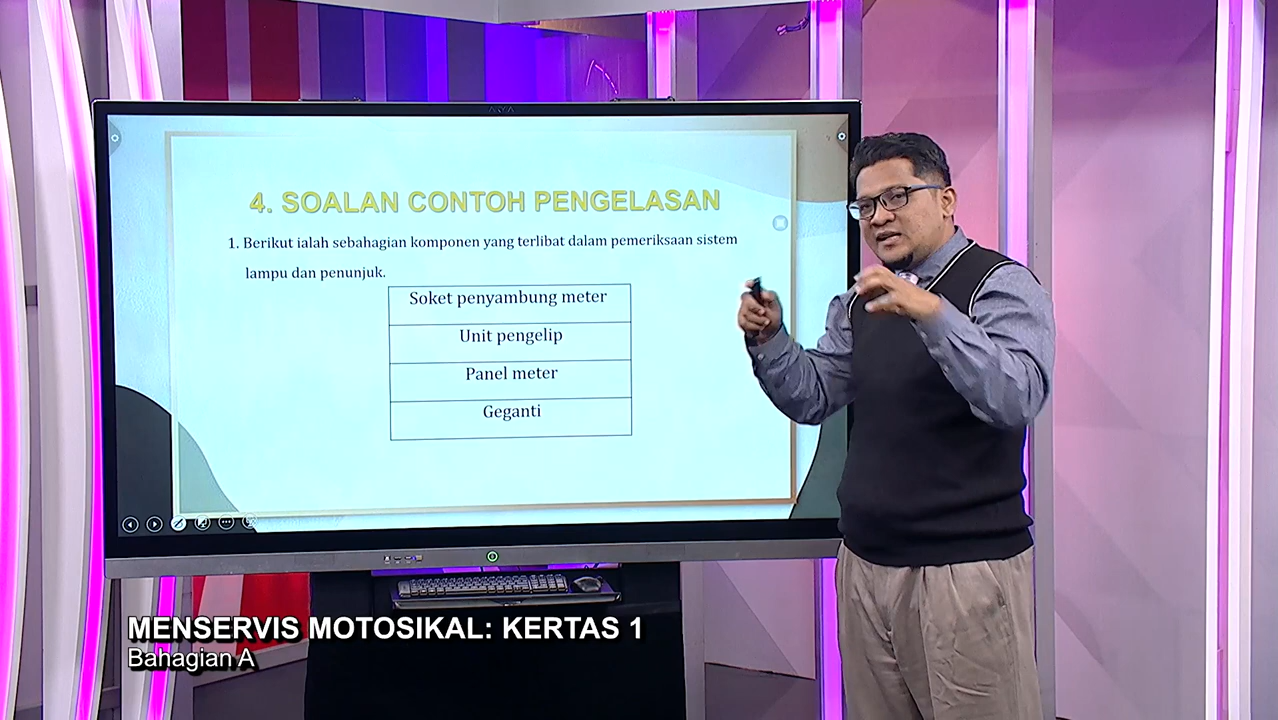 4. SOALAN CONTOH PENGELASAN
1. Berikut ialah sebahagian komponen yang terlibat dalam pemeriksaan sistem
lampu dan penunjuk.
Soket penyambung meter
Unit pengelip
Panel meter
Geganti
MENSERVIS MOTOSIKAL: KERTAS 1
Bahagian A